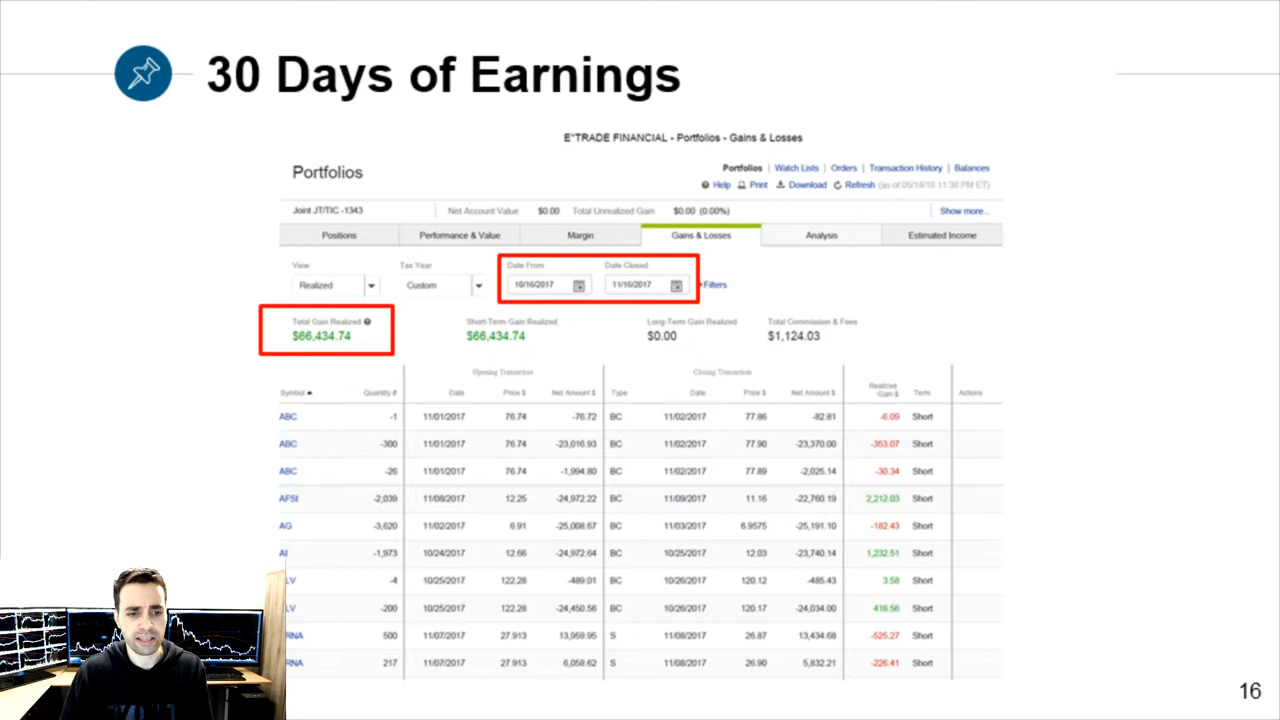 30 Days of Earnings
E*TRADE FINANCIAL - Portfolios - Gains & Losses
Portfolios
Portfolios | Watch Lists | Orders | Transaction History | Balances
Help Print Download Refresh (as of 05/14/18 11:36 PM ET)
Joint JT/TIC -1343 Net Account Value $0.00 Total Unrealized Gain $0.00 (0.00%) Show more...
Positions Performance & Value Margin Gains & Losses Analysis Estimated Income
View Tax Year Date From Date Closed
Realized Custom 10/16/2017 11/16/2017 Filters
Total Gain Realized Short-Term Gain Realized Long-Term Gain Realized Total Commission & Fees
$66,434.74 $66,434.74 $0.00 $1,124.03
Opening Transaction Closing Transaction
Symbol Quantity # Date Price $ Net Amount $ Type Date Price $ Net Amount $ Realized Gain $ Term Actions
ABC -1 11/01/2017 76.74 -76.72 BC 11/02/2017 77.86 -82.81 -6.09 Short
ABC -300 11/01/2017 76.74 -23,016.93 BC 11/02/2017 77.90 -23,370.00 -353.07 Short
ABC -26 11/01/2017 76.74 -1,994.80 BC 11/02/2017 77.89 -2,025.14 -30.34 Short
AFSI -2,039 11/08/2017 12.25 -24,972.22 BC 11/09/2017 11.16 -22,760.19 2,212.03 Short
AG -3,620 11/02/2017 6.91 -25,008.67 BC 11/03/2017 6.9575 -25,191.10 -182.43 Short
AI -1,973 10/24/2017 12.66 -24,972.64 BC 10/25/2017 12.03 -23,740.14 1,232.51 Short
LV -4 10/25/2017 122.28 -489.01 BC 10/26/2017 120.12 -485.43 3.58 Short
LV -200 10/25/2017 122.28 -24,450.56 BC 10/26/2017 120.17 -24,034.00 416.56 Short
RNA 500 11/07/2017 27.913 13,959.95 S 11/08/2017 26.87 13,434.68 -525.27 Short
RNA 217 11/07/2017 27.913 6,058.62 S 11/08/2017 26.90 5,832.21 -226.41 Short
16